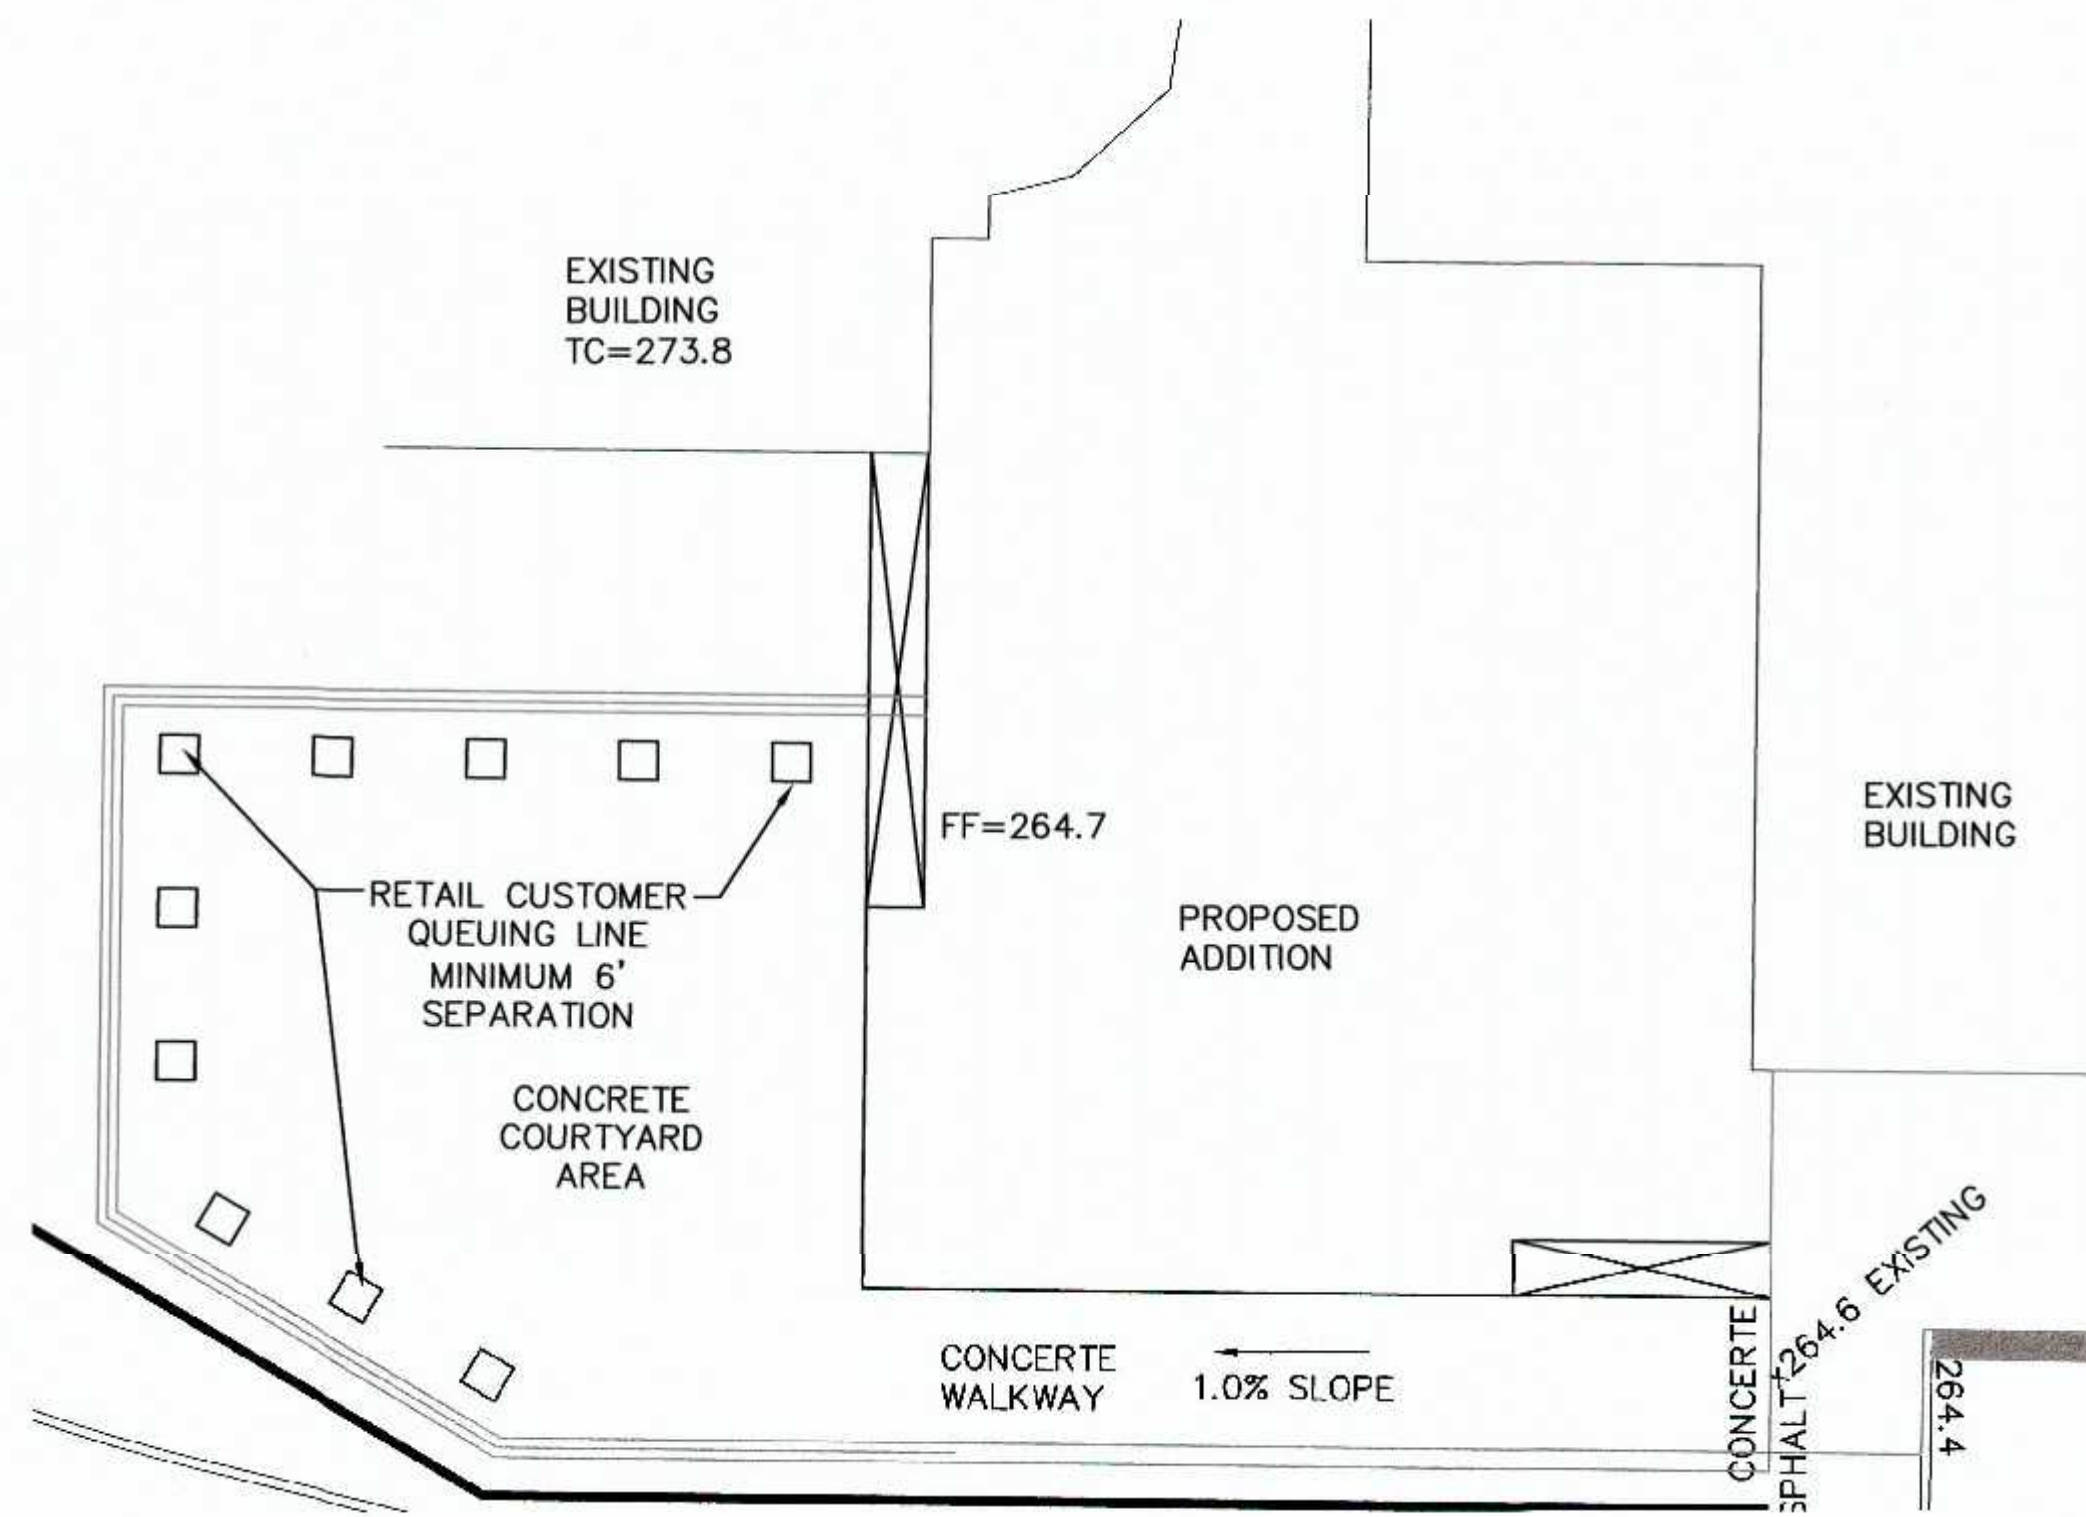 EXISTING
BUILDING
TC=273.8
FF=264.7
EXISTING
BUILDING
RETAIL CUSTOMER
QUEUING LINE
MINIMUM 6'
SEPARATION
PROPOSED
ADDITION
CONCRETE
COURTYARD
AREA
CONCERTE
WALKWAY
1.0% SLOPE
CONCERTE
SPHALT
264.6 EXISTING
264.4